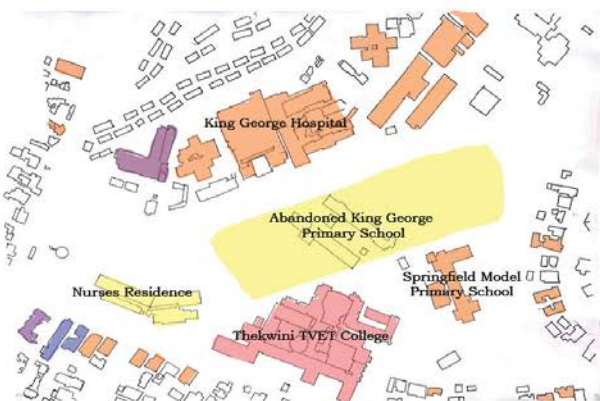 King George Hospital
Abandoned King George
Primary School
Springfield Model
Primary School
Nurses Residence
Thekwini TVET College